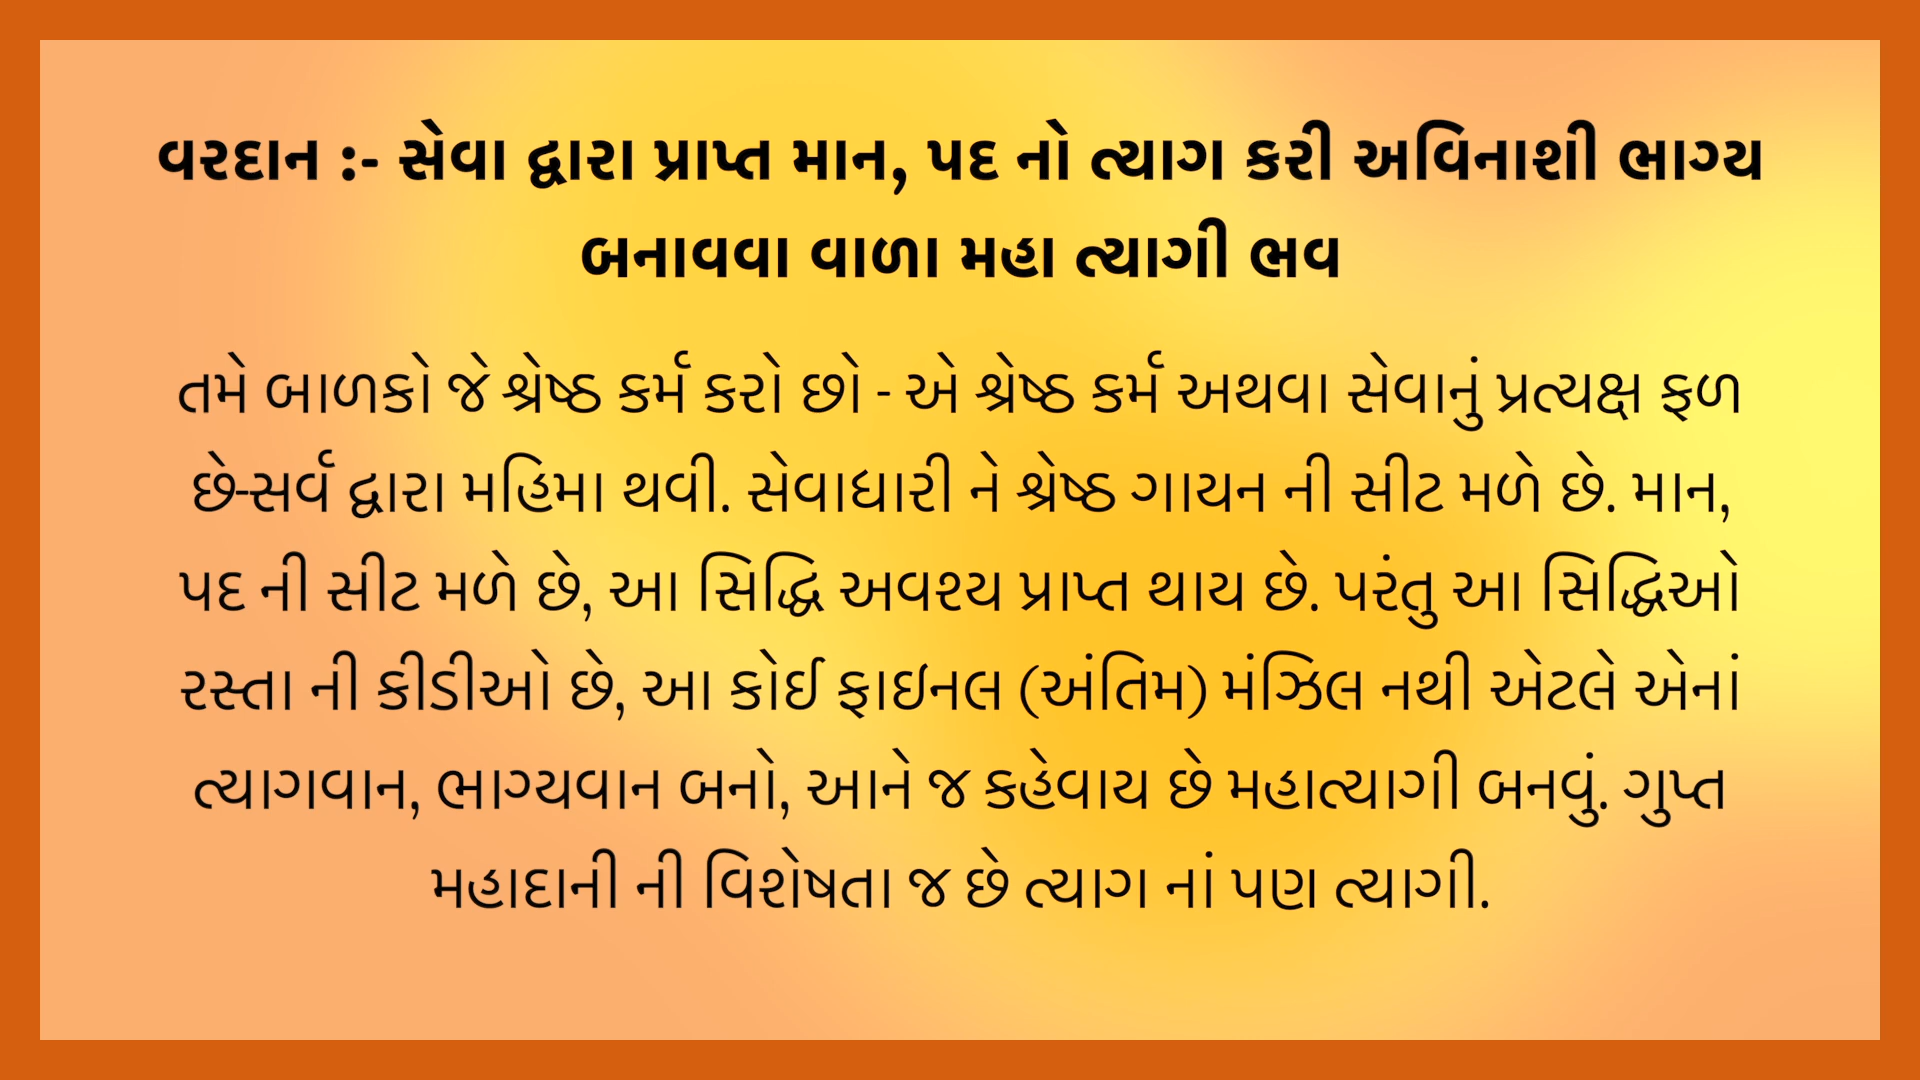 વરદાન :- સેવા દ્વારા પ્રાપ્ત માન, પદ નો ત્યાગ કરી અવિનાશી ભાગ્ય
બનાવવા વાળા મહા ત્યાગી ભવ
તમે બાળકો જે શ્રેષ્ઠ કર્મ કરો છો - એ શ્રેષ્ઠ કર્મ અથવા સેવાનું પ્રત્યક્ષ ફળ
છે-સર્વ દ્વારા મહિમા થવી. સેવાધારી ને શ્રેષ્ઠ ગાયન ની સીટ મળે છે. માન,
પદ ની સીટ મળે છે, આ સિદ્ધિ અવશ્ય પ્રાપ્ત થાય છે. પરંતુ આ સિદ્ધિઓ
રસ્તા ની કીડીઓ છે, આ કોઈ ફાઇનલ (અંતિમ) મંઝિલ નથી એટલે એનાં
ત્યાગવાન, ભાગ્યવાન બનો, આને જ કહેવાય છે મહાત્યાગી બનવું. ગુપ્ત
મહાદાની ની વિશેષતા જ છે ત્યાગ નાં પણ ત્યાગી.